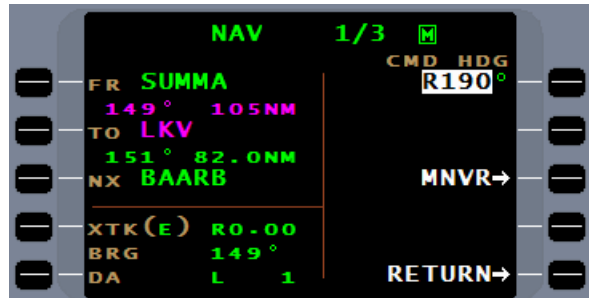 NAV 1/3 M
CMD HDG
FR SUMMA R190°
149° 105NM
TO LKV
151° 82.0NM
NX BAARB MNVR→
XTK(E) R0.00
BRG 149°
DA L 1 RETURN→